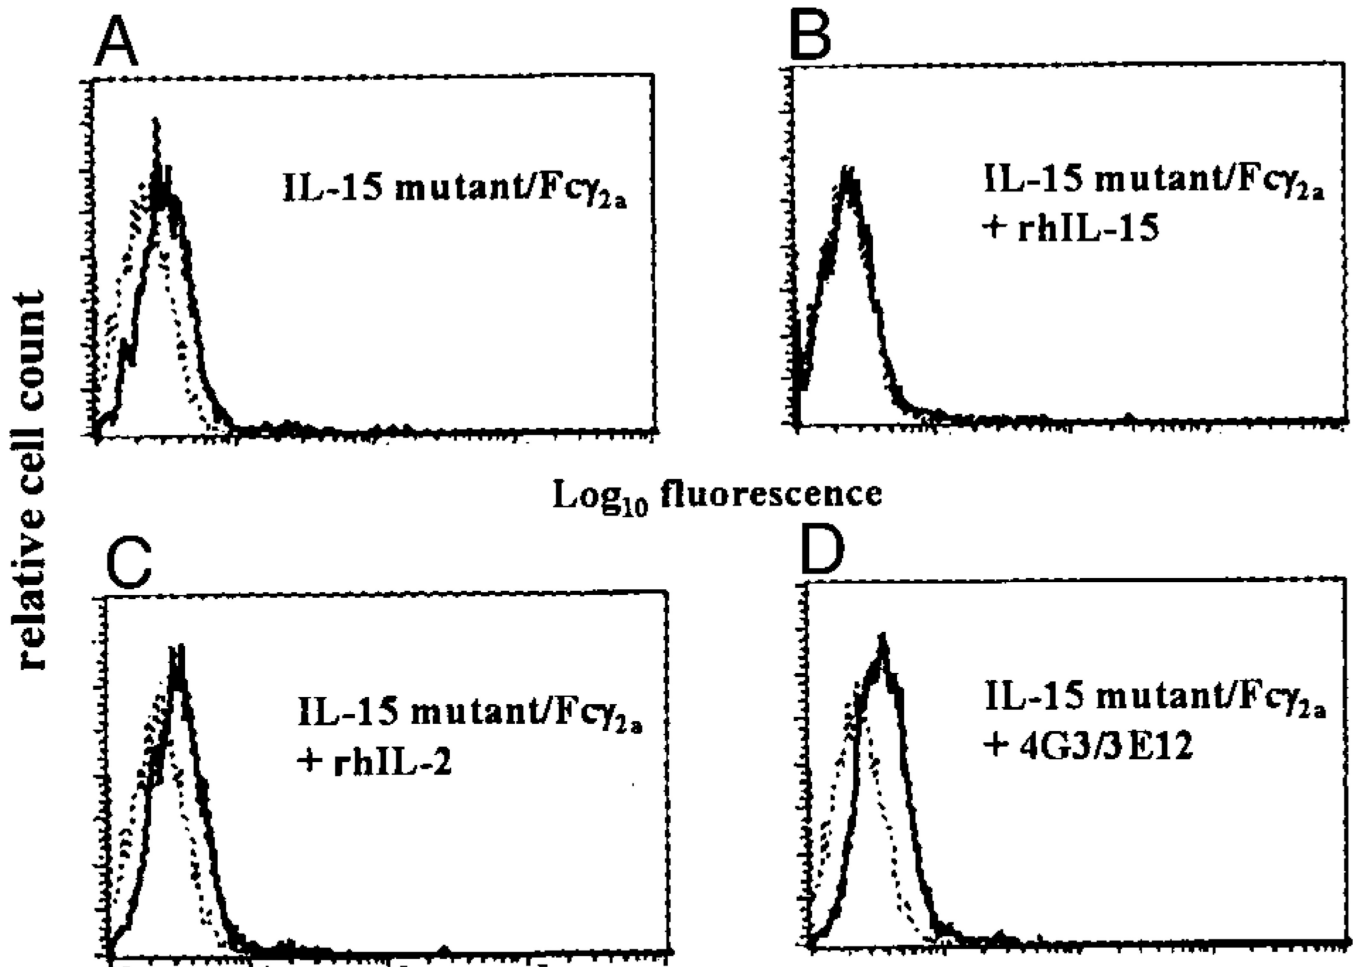 A
B
IL-15 mutant/Fcγ2a
IL-15 mutant/Fcγ2a
+ rhIL-15
relative cell count
Log10 fluorescence
C
D
IL-15 mutant/Fcγ2a
+ rhIL-2
IL-15 mutant/Fcγ2a
+ 4G3/3E12